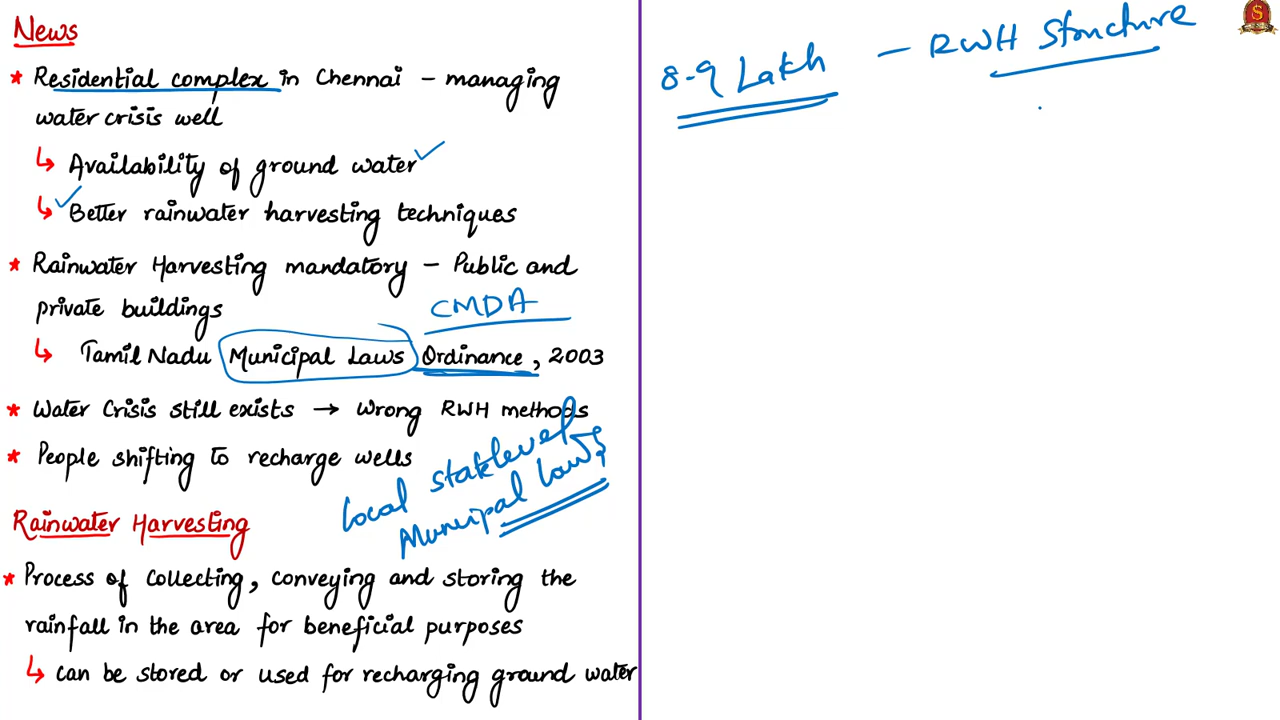 News
* Residential complex in Chennai – managing
water crisis well
↳ Availability of ground water ✓
↳ ✓ Better rainwater harvesting techniques
* Rainwater Harvesting mandatory – Public and
private buildings
CMDA
↳ Tamil Nadu Municipal Laws Ordinance, 2003
* Water Crisis still exists → Wrong RWH methods
* People shifting to recharge wells
Local state level
Municipal Laws
Rainwater Harvesting
* Process of collecting, conveying and storing the
rainfall in the area for beneficial purposes
↳ can be stored or used for recharging ground water
8-9 Lakh – RWH Structure
S